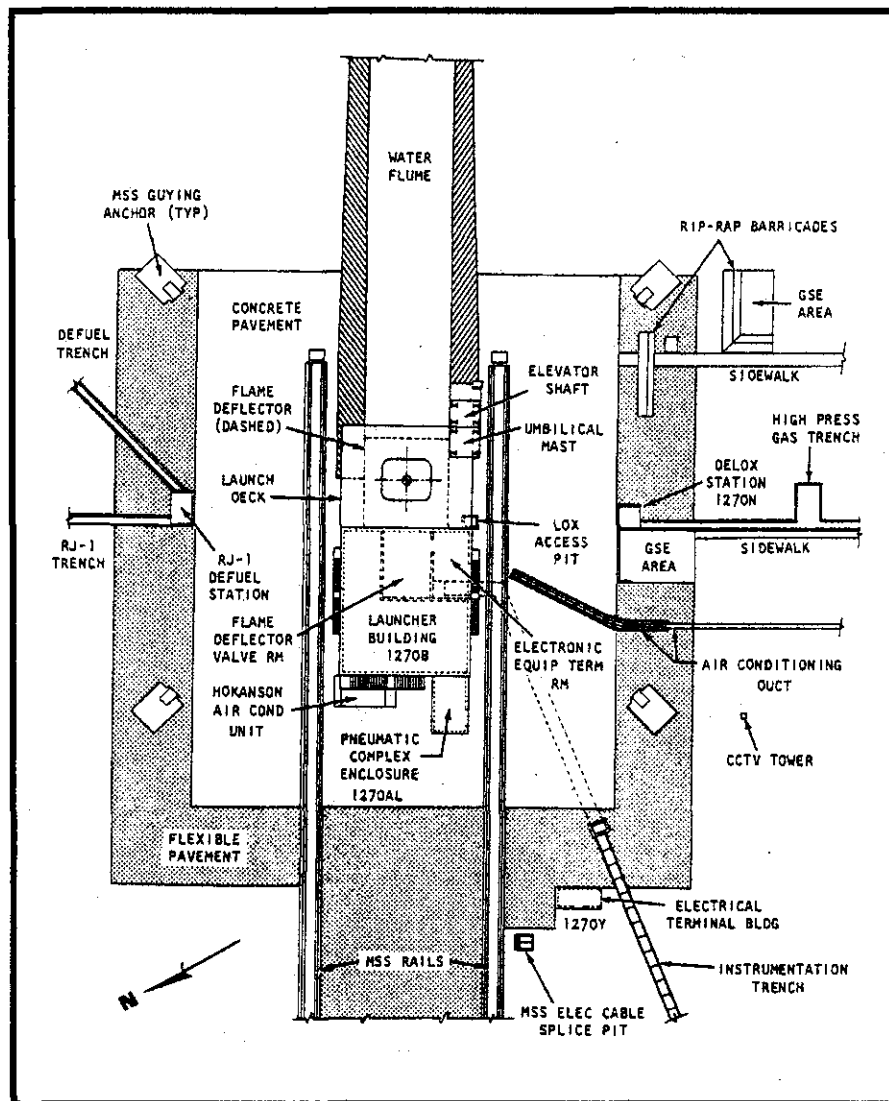 WATER
FLUME
MSS GUYING
ANCHOR (TYP)
RIP-RAP BARRICADES
GSE
AREA
CONCRETE
PAVEMENT
DEFUEL
TRENCH
SIDEWALK
FLAME
DEFLECTOR
(DASHED)
ELEVATOR
SHAFT
UMBILICAL
MAST
HIGH PRESS
GAS TRENCH
LAUNCH
DECK
DELOX
STATION
1270N
LOX
ACCESS
PIT
SIDEWALK
GSE
AREA
RJ-1
TRENCH
RJ-1
DEFUEL
STATION
FLAME
DEFLECTOR
VALVE RM
LAUNCHER
BUILDING
1270B
ELECTRONIC
EQUIP TERM
RM
AIR CONDITIONING
DUCT
HOKANSON
AIR COND
UNIT
PNEUMATIC
COMPLEX
ENCLOSURE
1270AL
CCTV TOWER
FLEXIBLE
PAVEMENT
ELECTRICAL
TERMINAL BLDG
1270Y
MSS RAILS
INSTRUMENTATION
TRENCH
N
MSS ELEC CABLE
SPLICE PIT